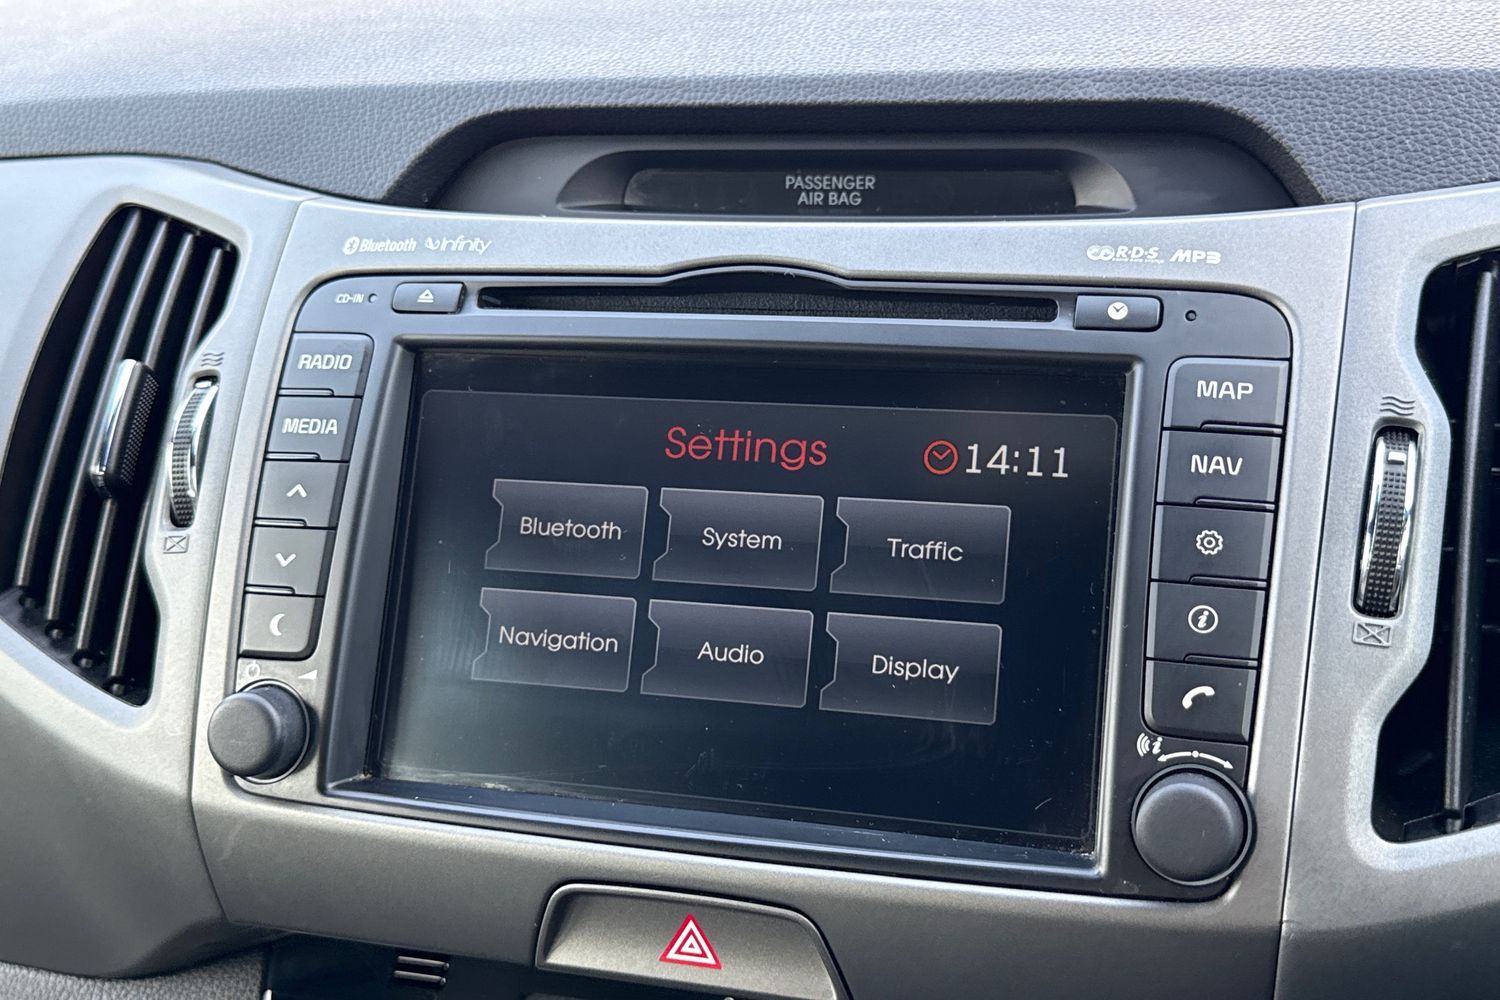 PASSENGER
AIR BAG
Bluetooth Infinity
R·D·S MP3
CD-IN
RADIO
MEDIA
MAP
NAV
Settings
14:11
Bluetooth
System
Traffic
Navigation
Audio
Display